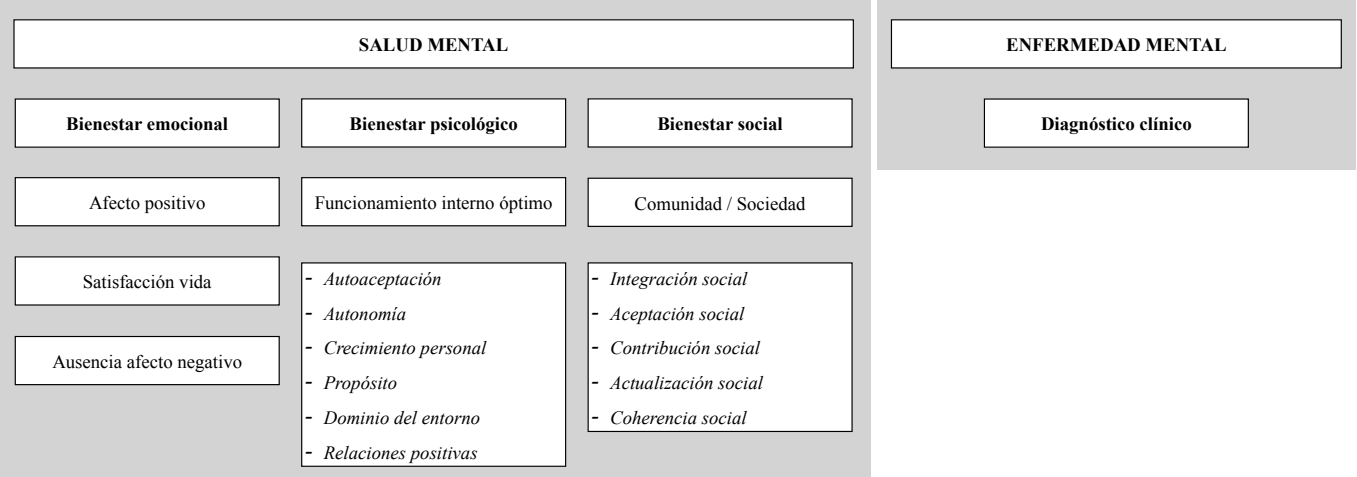 SALUD MENTAL
Bienestar emocional
Afecto positivo
Satisfacción vida
Ausencia afecto negativo
Bienestar psicológico
Funcionamiento interno óptimo
- Autoaceptación
- Autonomía
- Crecimiento personal
- Propósito
- Dominio del entorno
- Relaciones positivas
Bienestar social
Comunidad / Sociedad
- Integración social
- Aceptación social
- Contribución social
- Actualización social
- Coherencia social
ENFERMEDAD MENTAL
Diagnóstico clínico